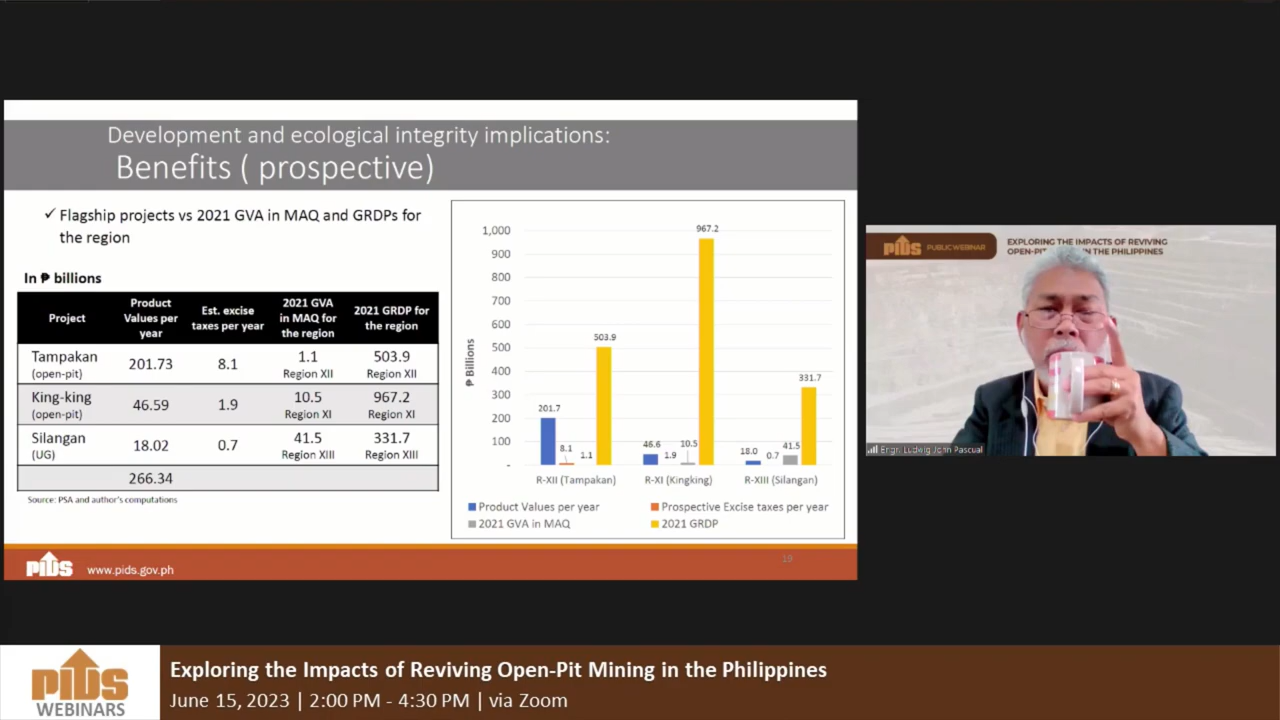 Development and ecological integrity implications:
Benefits ( prospective)
✓ Flagship projects vs 2021 GVA in MAQ and GRDPs for
the region
In ₱ billions
Project
Product
Values per
year
Est. excise
taxes per year
2021 GVA
in MAQ for
the region
2021 GRDP for
the region
Tampakan
(open-pit)
201.73
8.1
1.1
Region XII
503.9
Region XII
King-king
(open-pit)
46.59
1.9
10.5
Region XI
967.2
Region XI
Silangan
(UG)
18.02
0.7
41.5
Region XIII
331.7
Region XIII
266.34
Source: PSA and author's computations
₱ Billions
1,000
900
800
700
600
500
400
300
200
100
-
201.7
8.1
1.1
503.9
46.6
1.9
10.5
967.2
18.0
0.7
41.5
331.7
R-XII (Tampakan)
R-XI (Kingking)
R-XIII (Silangan)
Product Values per year
Prospective Excise taxes per year
2021 GVA in MAQ
2021 GRDP
19
PIDS
www.pids.gov.ph
PIDS
PUBLIC WEBINAR
EXPLORING THE IMPACTS OF REVIVING
OPEN-PIT IN THE PHILIPPINES
Engr. Ludwig John Pascual
PIDS
WEBINARS
Exploring the Impacts of Reviving Open-Pit Mining in the Philippines
June 15, 2023 | 2:00 PM - 4:30 PM | via Zoom